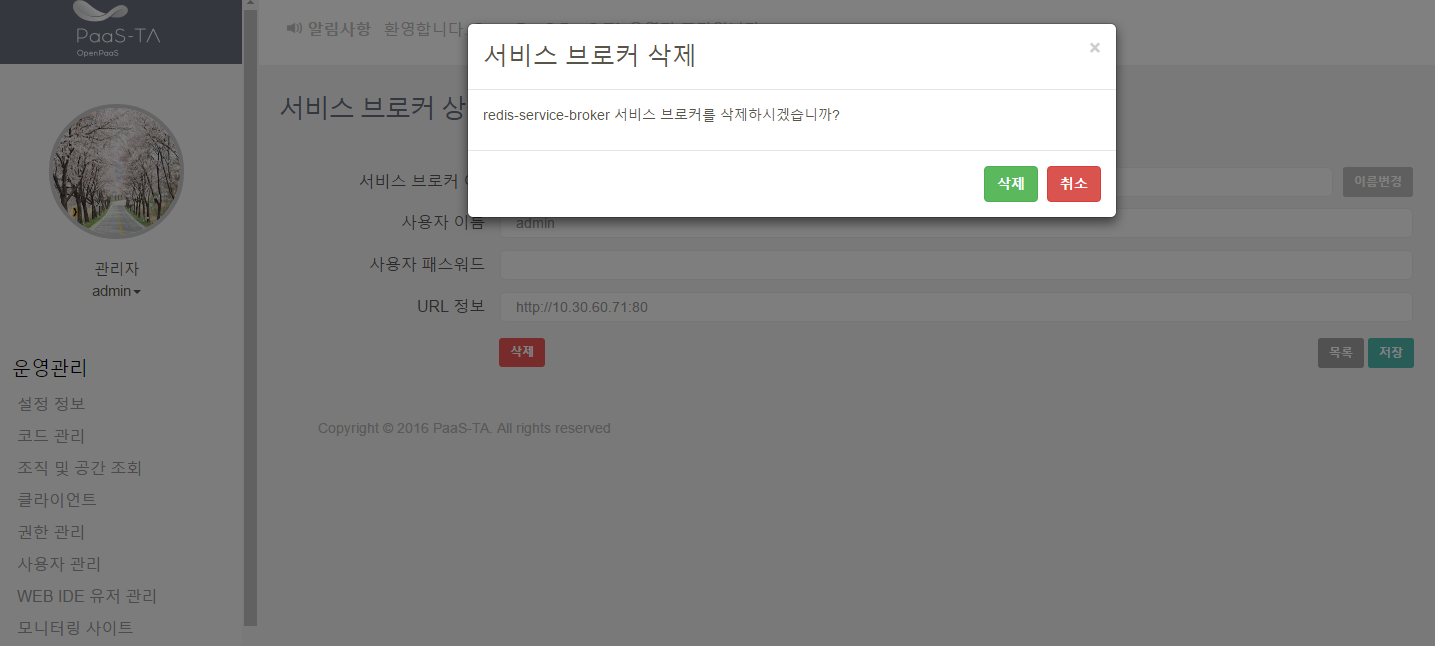 PaaS-TA
OpenPaaS
관리자
admin
운영관리
설정 정보
코드 관리
조직 및 공간 조회
클라이언트
권한 관리
사용자 관리
WEB IDE 유저 관리
모니터링 사이트
알림사항 환영합니다
서비스 브로커 삭제
×
redis-service-broker 서비스 브로커를 삭제하시겠습니까?
삭제 취소
서비스 브로커
서비스 브로커
이름변경
사용자 이름 admin
사용자 패스워드
URL 정보 http://10.30.60.71:80
삭제 목록 저장
Copyright © 2016 PaaS-TA. All rights reserved